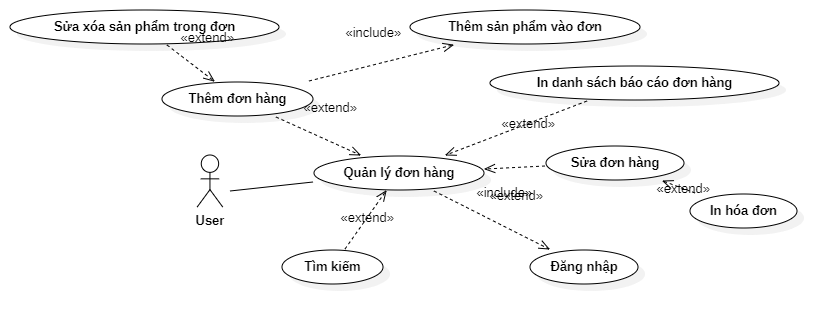 Sửa xóa sản phẩm trong đơn
Thêm sản phẩm vào đơn
«include»
«extend»
In danh sách báo cáo đơn hàng
Thêm đơn hàng
«extend»
«extend»
Sửa đơn hàng
Quản lý đơn hàng
«extend»
«include»
«extend»
In hóa đơn
User
«extend»
Tìm kiếm
Đăng nhập